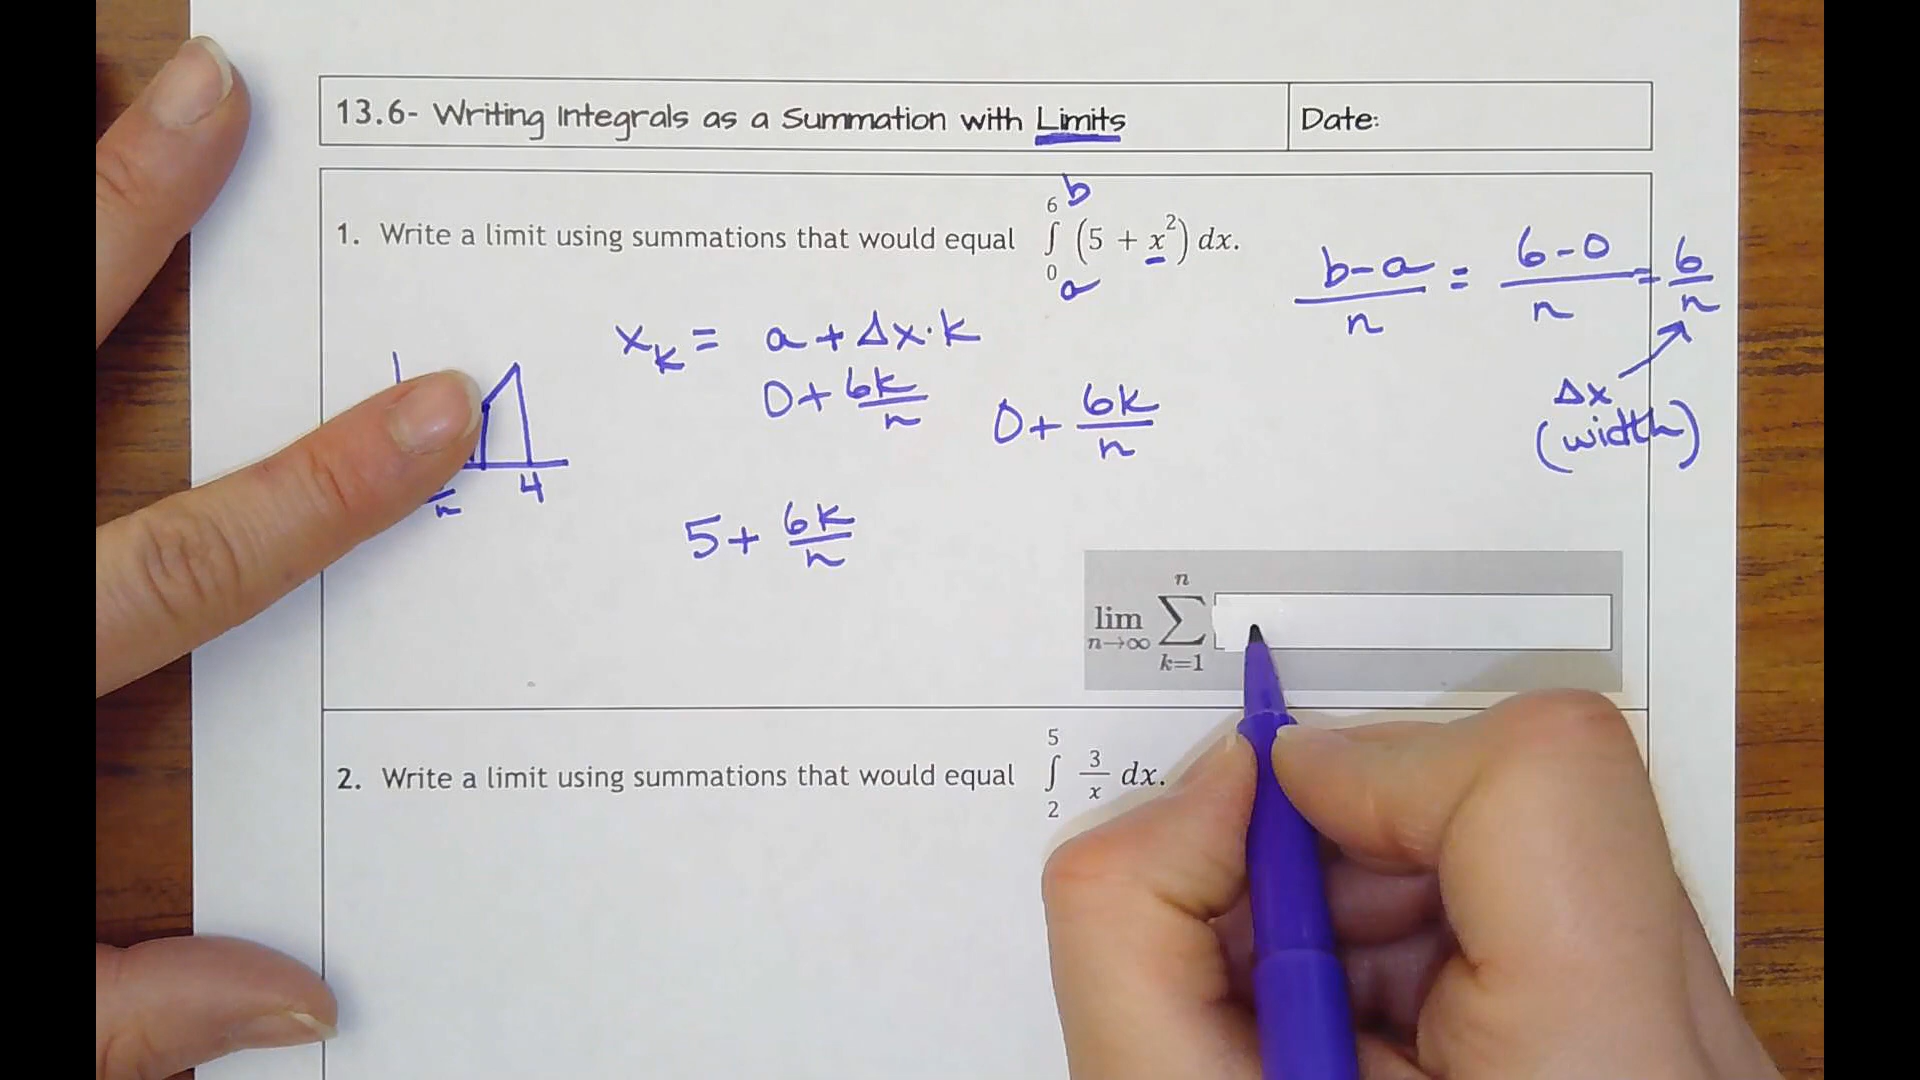 13.6- Writing Integrals as a Summation with Limits
Date:
1. Write a limit using summations that would equal ∫₀⁶ (5 + x²) dx.
b
a
b-a/n = 6-0/n = 6/n
Δx
(width)
x_k = a + Δx·k
0 + 6k/n
0 + 6k/n
4
n
5 + 6k/n
lim n→∞ ∑ k=1 n
2. Write a limit using summations that would equal ∫₂⁵ 3/x dx.